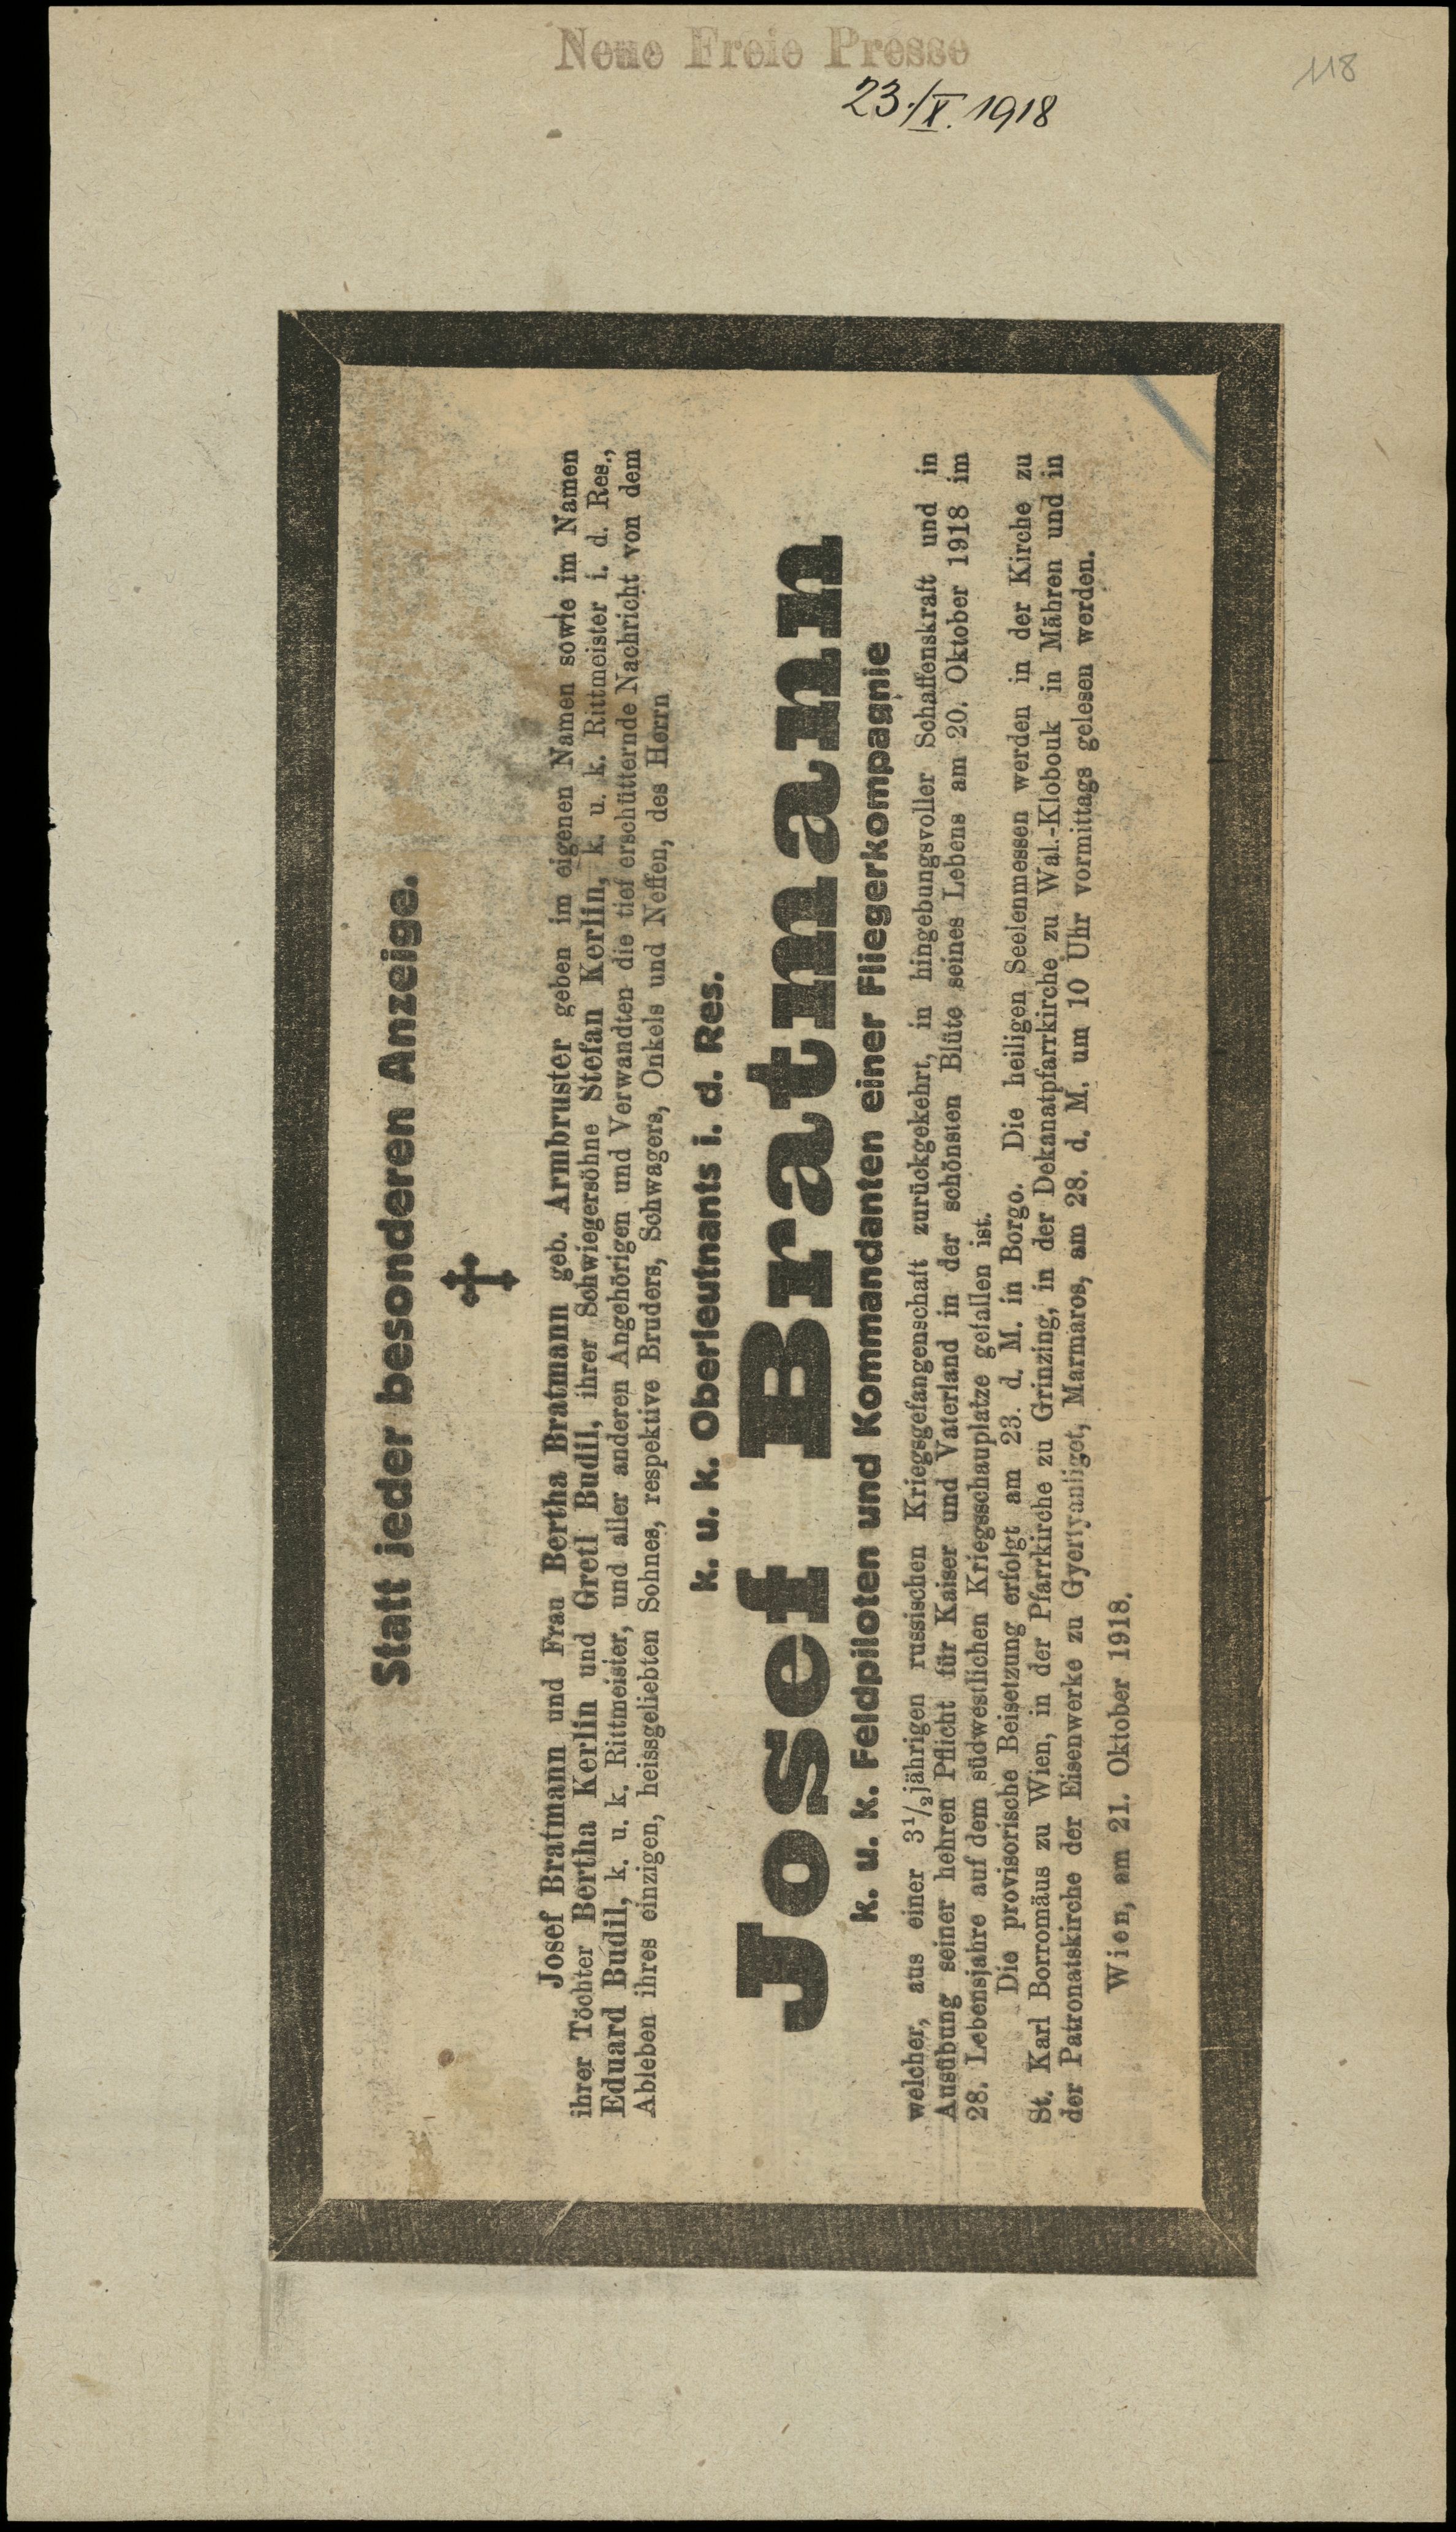 Neue Freie Presse
118
23./X. 1918
Statt jeder besonderen Anzeige.
Josef Bratmann und Frau Bertha Bratmann geb. Armbruster geben im eigenen Namen sowie im Namen
ihrer Töchter Bertha Kerlin und Gretl Budil, ihrer Schwiegersöhne Stefan Kerlin, k. u. k. Rittmeister i. d. Res.,
Eduard Budil, k. u. k. Rittmeister, und aller anderen Angehörigen und Verwandten die tief erschütternde Nachricht von dem
Ableben ihres einzigen, heissgeliebten Sohnes, respektive Bruders, Schwagers, Onkels und Neffen, des Herrn
k. u. k. Oberleutnants i. d. Res.
Josef Bratmann
k. u. k. Feldpiloten und Kommandanten einer Fliegerkompagnie
welcher, aus einer 3 1/2 jährigen russischen Kriegsgefangenschaft zurückgekehrt, in hingebungsvoller Schaffenskraft und in
Ausübung seiner hehren Pflicht für Kaiser und Vaterland in der schönsten Blüte seines Lebens am 20. Oktober 1918 im
28. Lebensjahre auf dem südwestlichen Kriegsschauplatze gefallen ist.
Die provisorische Beisetzung erfolgt am 23. d. M. in Borgo. Die heiligen Seelenmessen werden in der Kirche zu
St. Karl Borromäus zu Wien, in der Pfarrkirche zu Grinzing, in der Dekanatpfarrkirche zu Wal.-Klobouk in Mähren und in
der Patronatskirche der Eisenwerke zu Marmaros, am 28. d. M. um 10 Uhr vormittags gelesen werden.
Wien, am 21. Oktober 1918.